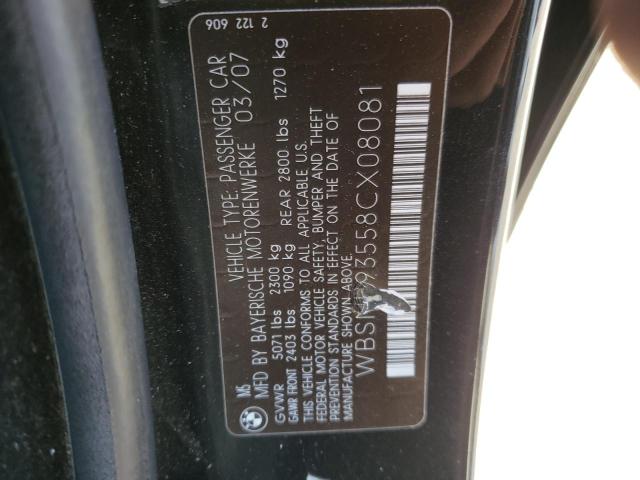 M5 VEHICLE TYPE: PASSENGER CAR 2 122 606
MFD BY BAYERISCHE MOTORENWERKE 03/07
GVWR 5071 lbs 2300 kg
GAWR FRONT 2403 lbs 1090 kg REAR 2800 lbs 1270 kg
THIS VEHICLE CONFORMS TO ALL APPLICABLE U.S.
FEDERAL MOTOR VEHICLE SAFETY, BUMPER AND THEFT
PREVENTION STANDARDS IN EFFECT ON THE DATE OF
MANUFACTURE SHOWN ABOVE.
93558CX08081